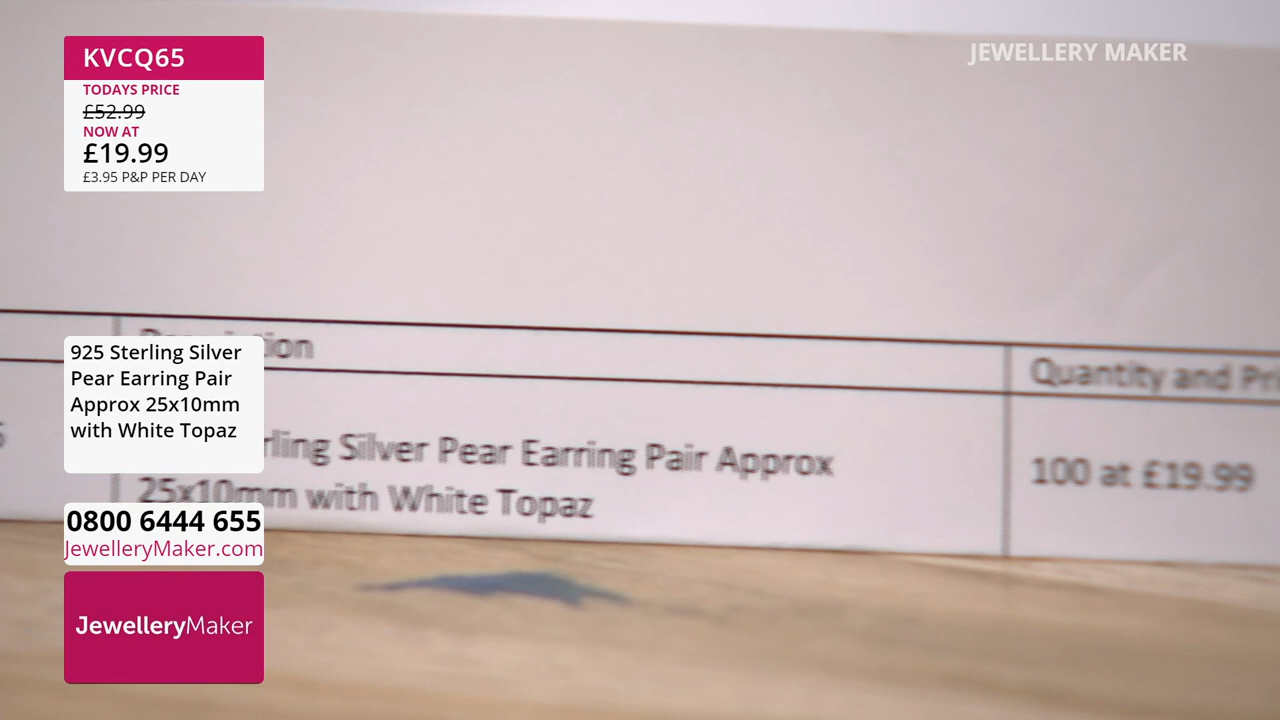 KVCQ65
TODAYS PRICE
£52.99
NOW AT
£19.99
£3.95 P&P PER DAY
JEWELLERY MAKER
Quantity and
925 Sterling Silver
Pear Earring Pair
Approx 25x10mm
with White Topaz
Silver Pear Earring Pair Approx
25x10mm with White Topaz
100 at £19.99
0800 6444 655
JewelleryMaker.com
JewelleryMaker